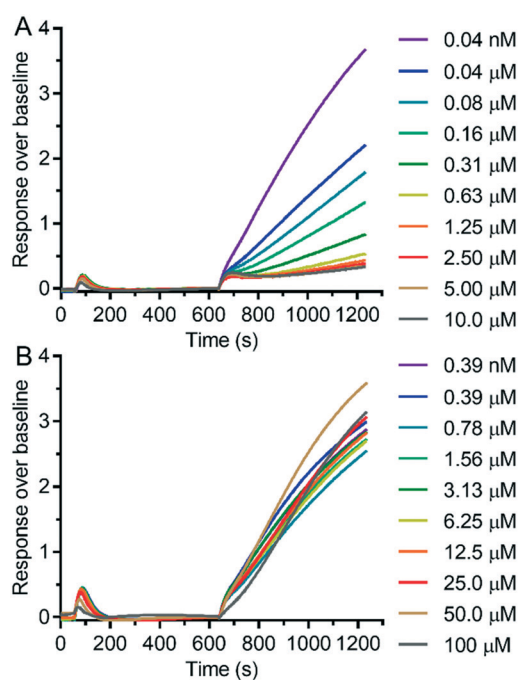 A
Response over baseline
4
3
2
1
0
0 200 400 600 800 1000 1200
Time (s)
0.04 nM
0.04 µM
0.08 µM
0.16 µM
0.31 µM
0.63 µM
1.25 µM
2.50 µM
5.00 µM
10.0 µM
B
Response over baseline
4
3
2
1
0
0 200 400 600 800 1000 1200
Time (s)
0.39 nM
0.39 µM
0.78 µM
1.56 µM
3.13 µM
6.25 µM
12.5 µM
25.0 µM
50.0 µM
100 µM